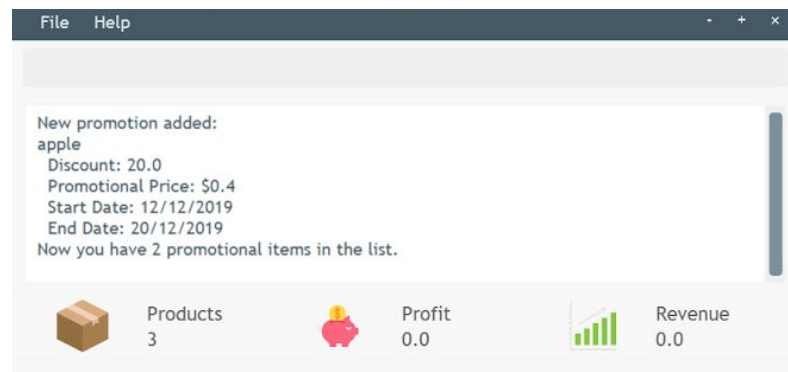 File Help - + ×
New promotion added:
apple
Discount: 20.0
Promotional Price: $0.4
Start Date: 12/12/2019
End Date: 20/12/2019
Now you have 2 promotional items in the list.
Products Profit Revenue
3 0.0 0.0